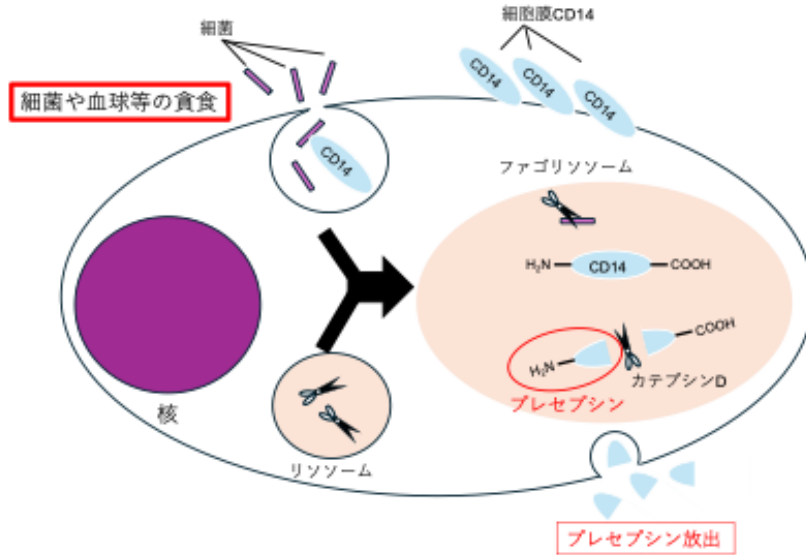 細菌
細胞膜CD14
CD14
CD14
CD14
細菌や血球等の貪食
CD14
ファゴリソソーム
H₂N
CD14
COOH
H₂N
COOH
カテプシンD
プレセプシン
核
リソソーム
プレセプシン放出